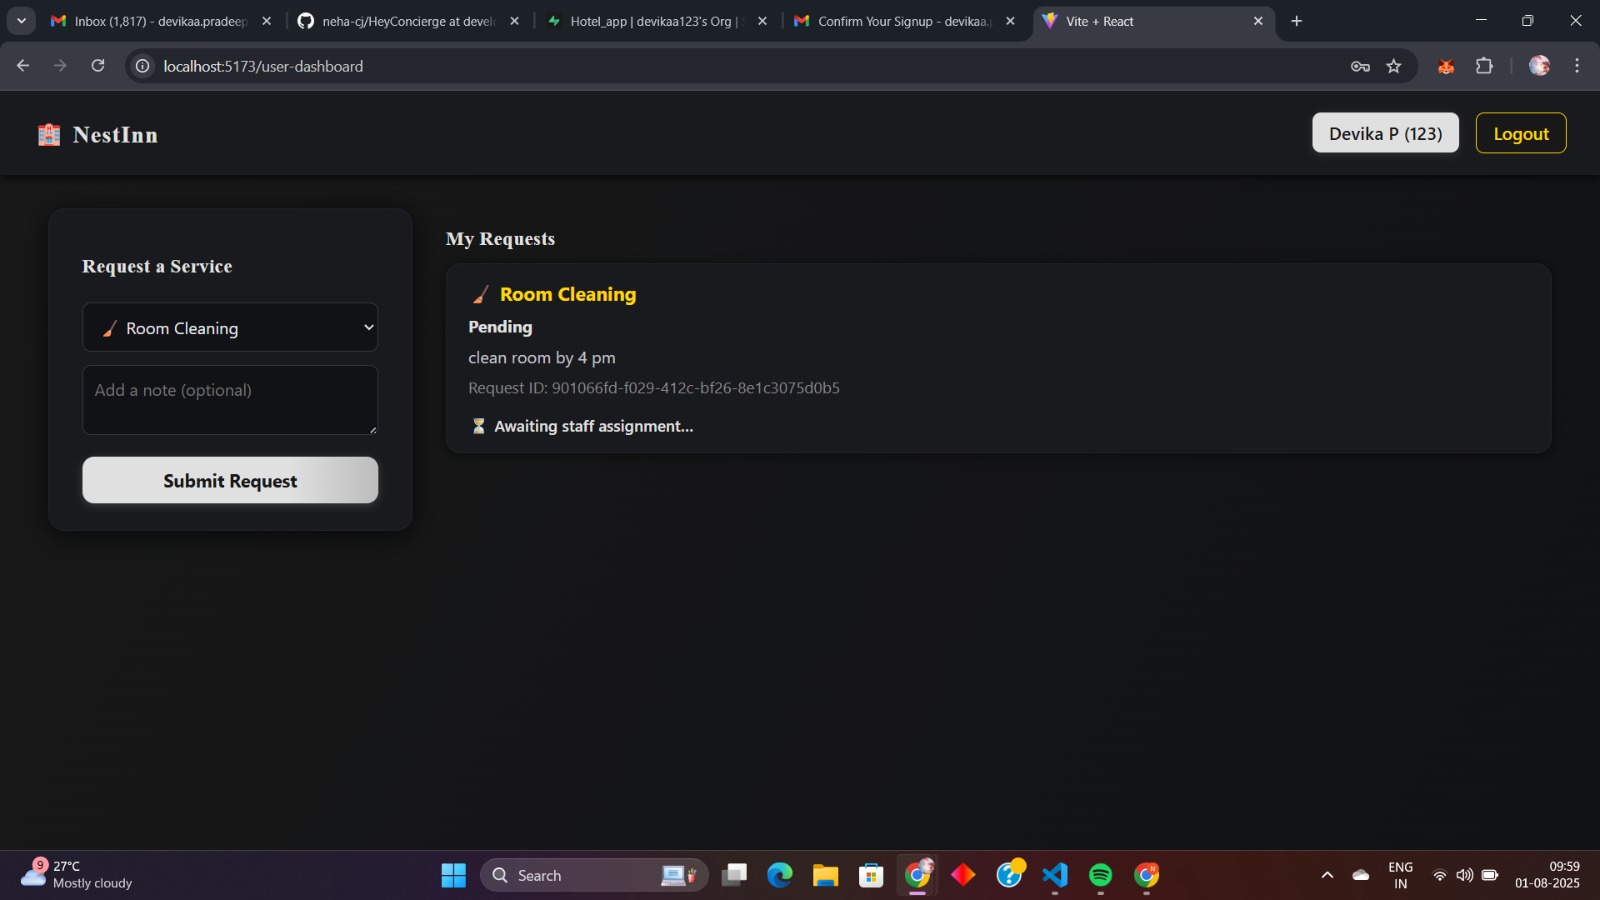 Inbox (1,817) - devikaa.pradeep
neha-cj/HeyConcierge at devel
Hotel_app | devikaa123's Org |
Confirm Your Signup - devikaa.
Vite + React
localhost:5173/user-dashboard
NestInn
Devika P (123)
Logout
Request a Service
Room Cleaning
Add a note (optional)
Submit Request
My Requests
Room Cleaning
Pending
clean room by 4 pm
Request ID: 901066fd-f029-412c-bf26-8e1c3075d0b5
Awaiting staff assignment...
9
27°C
Mostly cloudy
Search
ENG
IN
09:59
01-08-2025